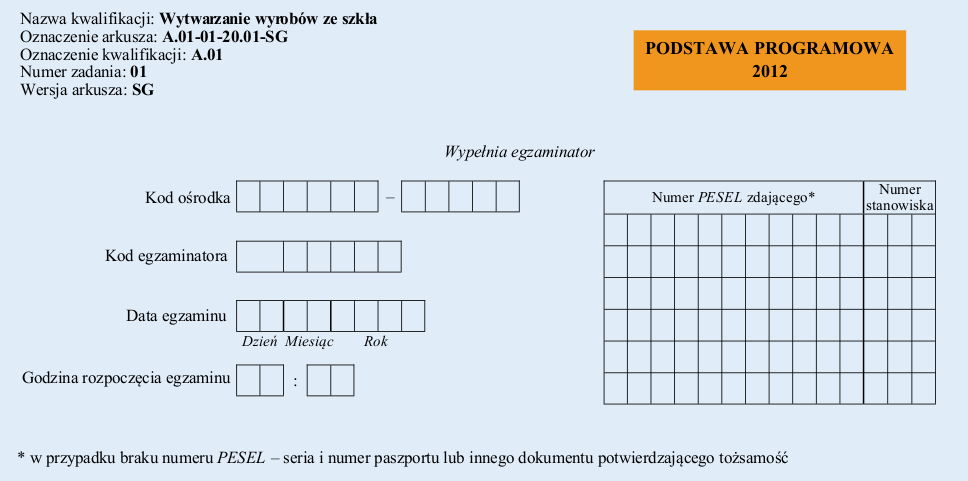 Nazwa kwalifikacji: Wytwarzanie wyrobów ze szkła
Oznaczenie arkusza: A.01-01-20.01-SG
Oznaczenie kwalifikacji: A.01
Numer zadania: 01
Wersja arkusza: SG
PODSTAWA PROGRAMOWA
2012
Wypełnia egzaminator
Kod ośrodka –
Kod egzaminatora
Data egzaminu
Dzień Miesiąc Rok
Godzina rozpoczęcia egzaminu :
Numer PESEL zdającego*
Numer
stanowiska
* w przypadku braku numeru PESEL – seria i numer paszportu lub innego dokumentu potwierdzającego tożsamość